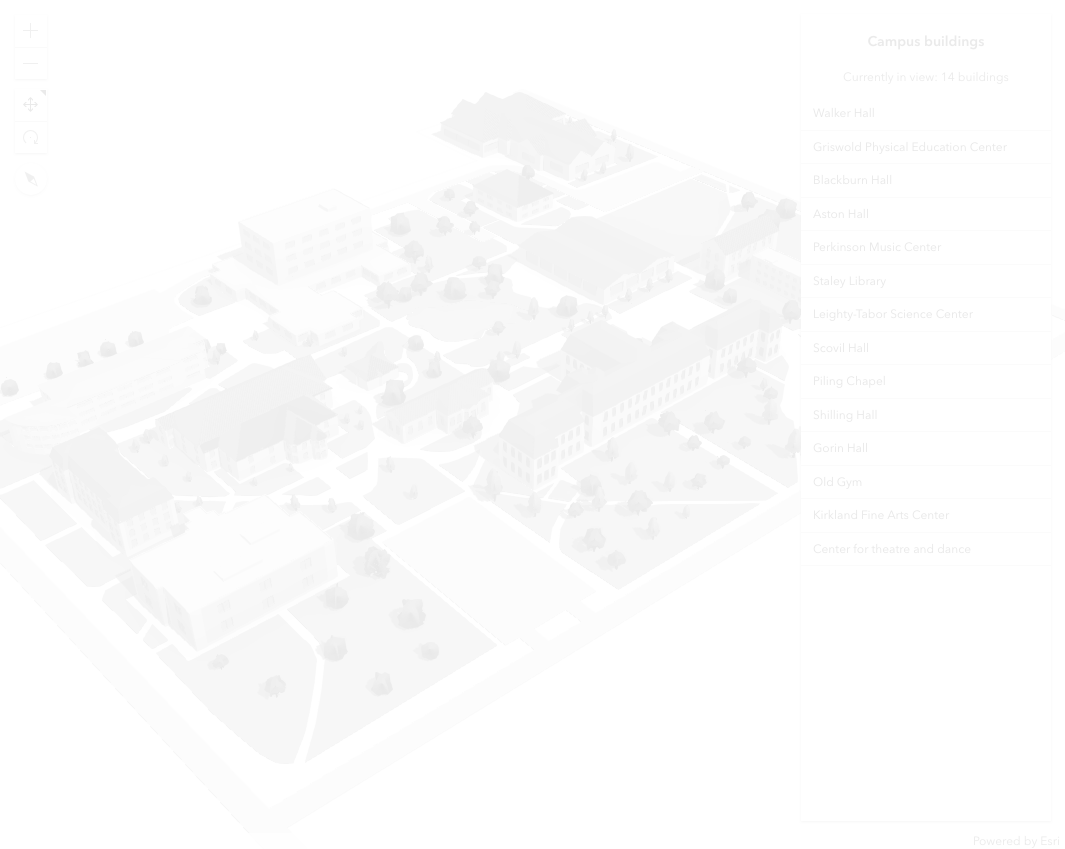 Campus buildings
Currently in view: 14 buildings
Walker Hall
Griswold Physical Education Center
Blackburn Hall
Aston Hall
Perkinson Music Center
Staley Library
Leighty-Tabor Science Center
Scovil Hall
Piling Chapel
Shilling Hall
Gorin Hall
Old Gym
Kirkland Fine Arts Center
Center for theatre and dance
Powered by Esri